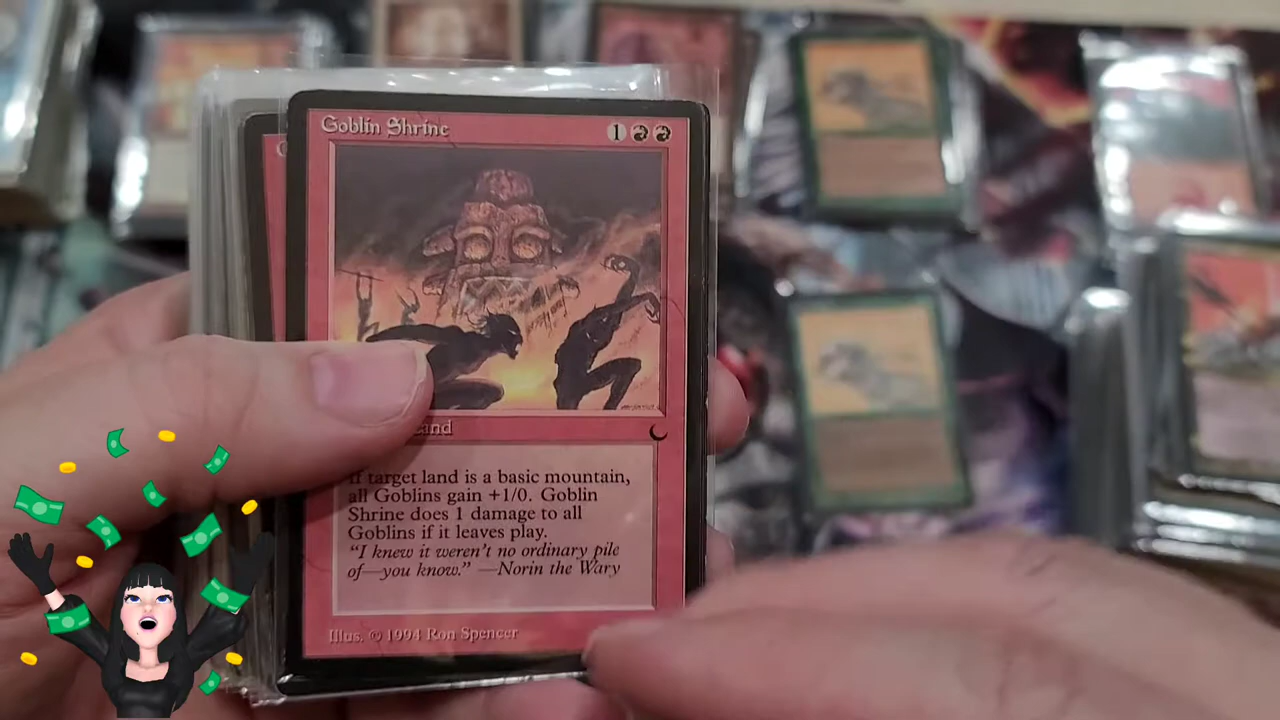 Goblin Shrine 1
Land
If target land is a basic mountain,
all Goblins gain +1/0. Goblin
Shrine does 1 damage to all
Goblins if it leaves play.
"I knew it weren't no ordinary pile
of—you know." —Norin the Wary
Illus. © 1994 Ron Spencer